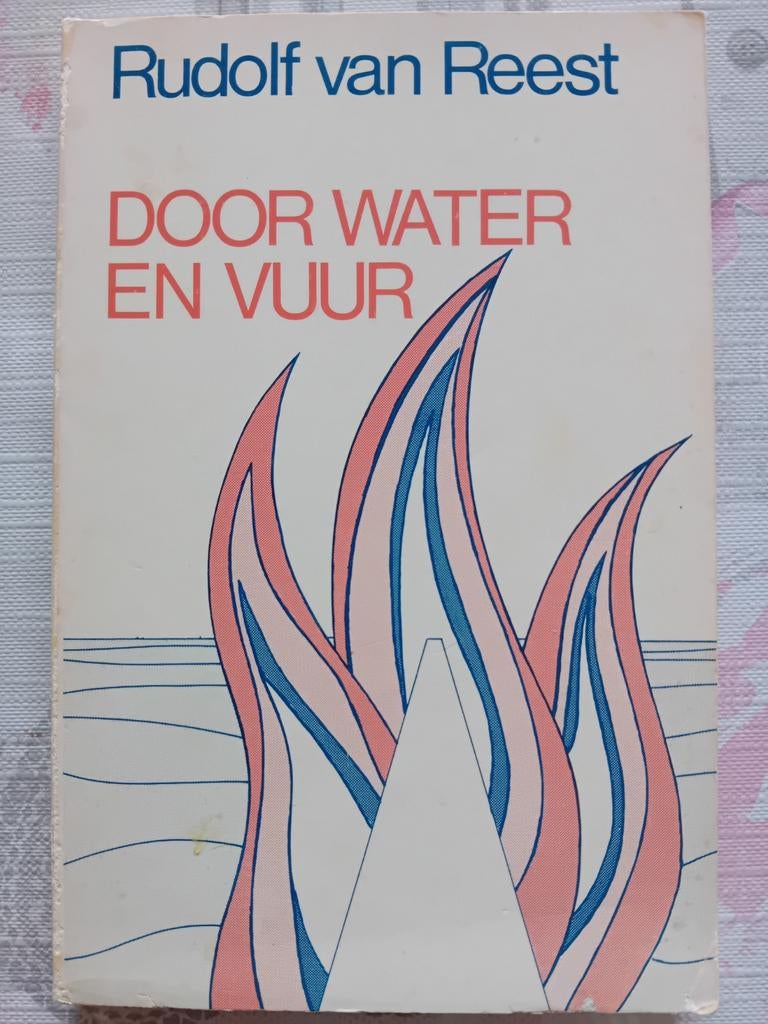 Rudolf van Reest
DOOR WATER
EN VUUR